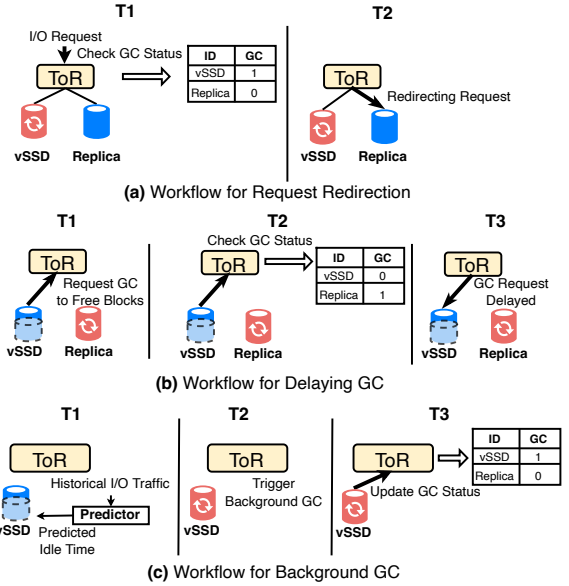 T1
T2
I/O Request
Check GC Status
ToR
ID GC
vSSD 1
Replica 0
vSSD
Replica
ToR
Redirecting Request
vSSD
Replica
(a) Workflow for Request Redirection
T1
T2
T3
ToR
Request GC
to Free Blocks
vSSD
Replica
Check GC Status
ToR
ID GC
vSSD 0
Replica 1
vSSD
Replica
ToR
GC Request
Delayed
vSSD
Replica
(b) Workflow for Delaying GC
T1
T2
T3
ToR
Historical I/O Traffic
Predictor
vSSD
Predicted
Idle Time
ToR
Trigger
Background GC
vSSD
ToR
Update GC Status
vSSD
ID GC
vSSD 1
Replica 0
(c) Workflow for Background GC